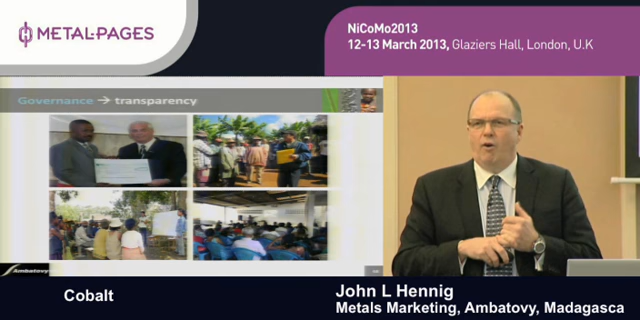 METAL-PAGES
NiCoMo2013
12-13 March 2013, Glaziers Hall, London, U.K
Governance → transparency
Ambatovy
Cobalt
John L Hennig
Metals Marketing, Ambatovy, Madagasca